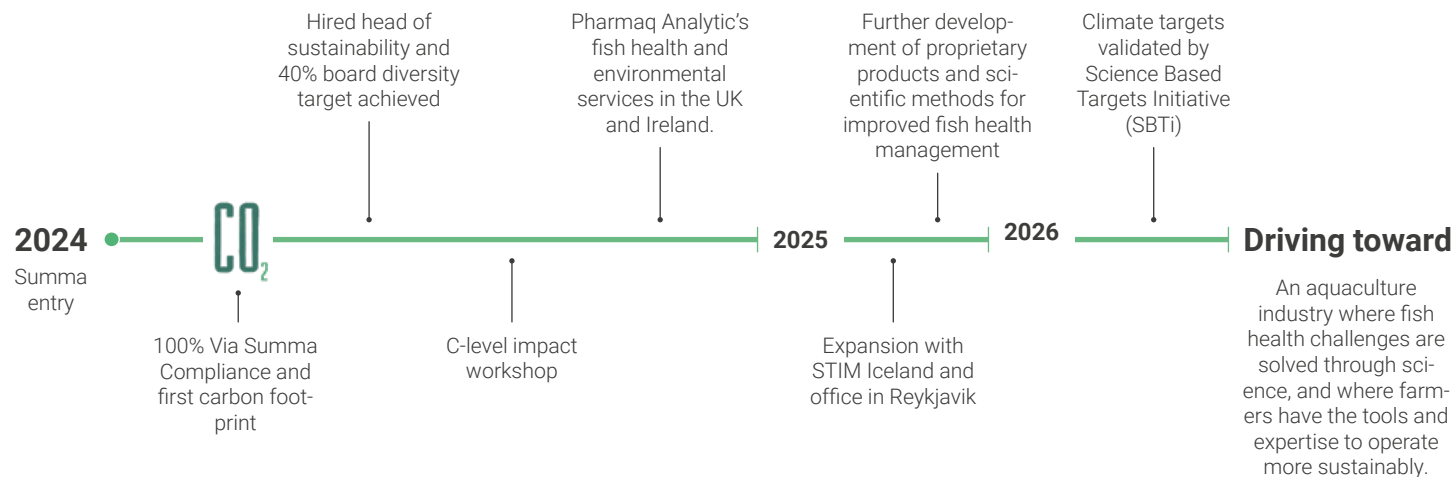 Hired head of
sustainability and
40% board diversity
target achieved
Pharmaq Analytic’s
fish health and
environmental
services in the UK
and Ireland.
Further develop-
ment of proprietary
products and sci-
entific methods for
improved fish health
management
Climate targets
validated by
Science Based
Targets Initiative
(SBTi)
2024
Summa
entry
CO2
2025
2026
Driving toward
100% Via Summa
Compliance and
first carbon foot-
print
C-level impact
workshop
Expansion with
STIM Iceland and
office in Reykjavik
An aquaculture
industry where fish
health challenges are
solved through sci-
ence, and where farm-
ers have the tools and
expertise to operate
more sustainably.